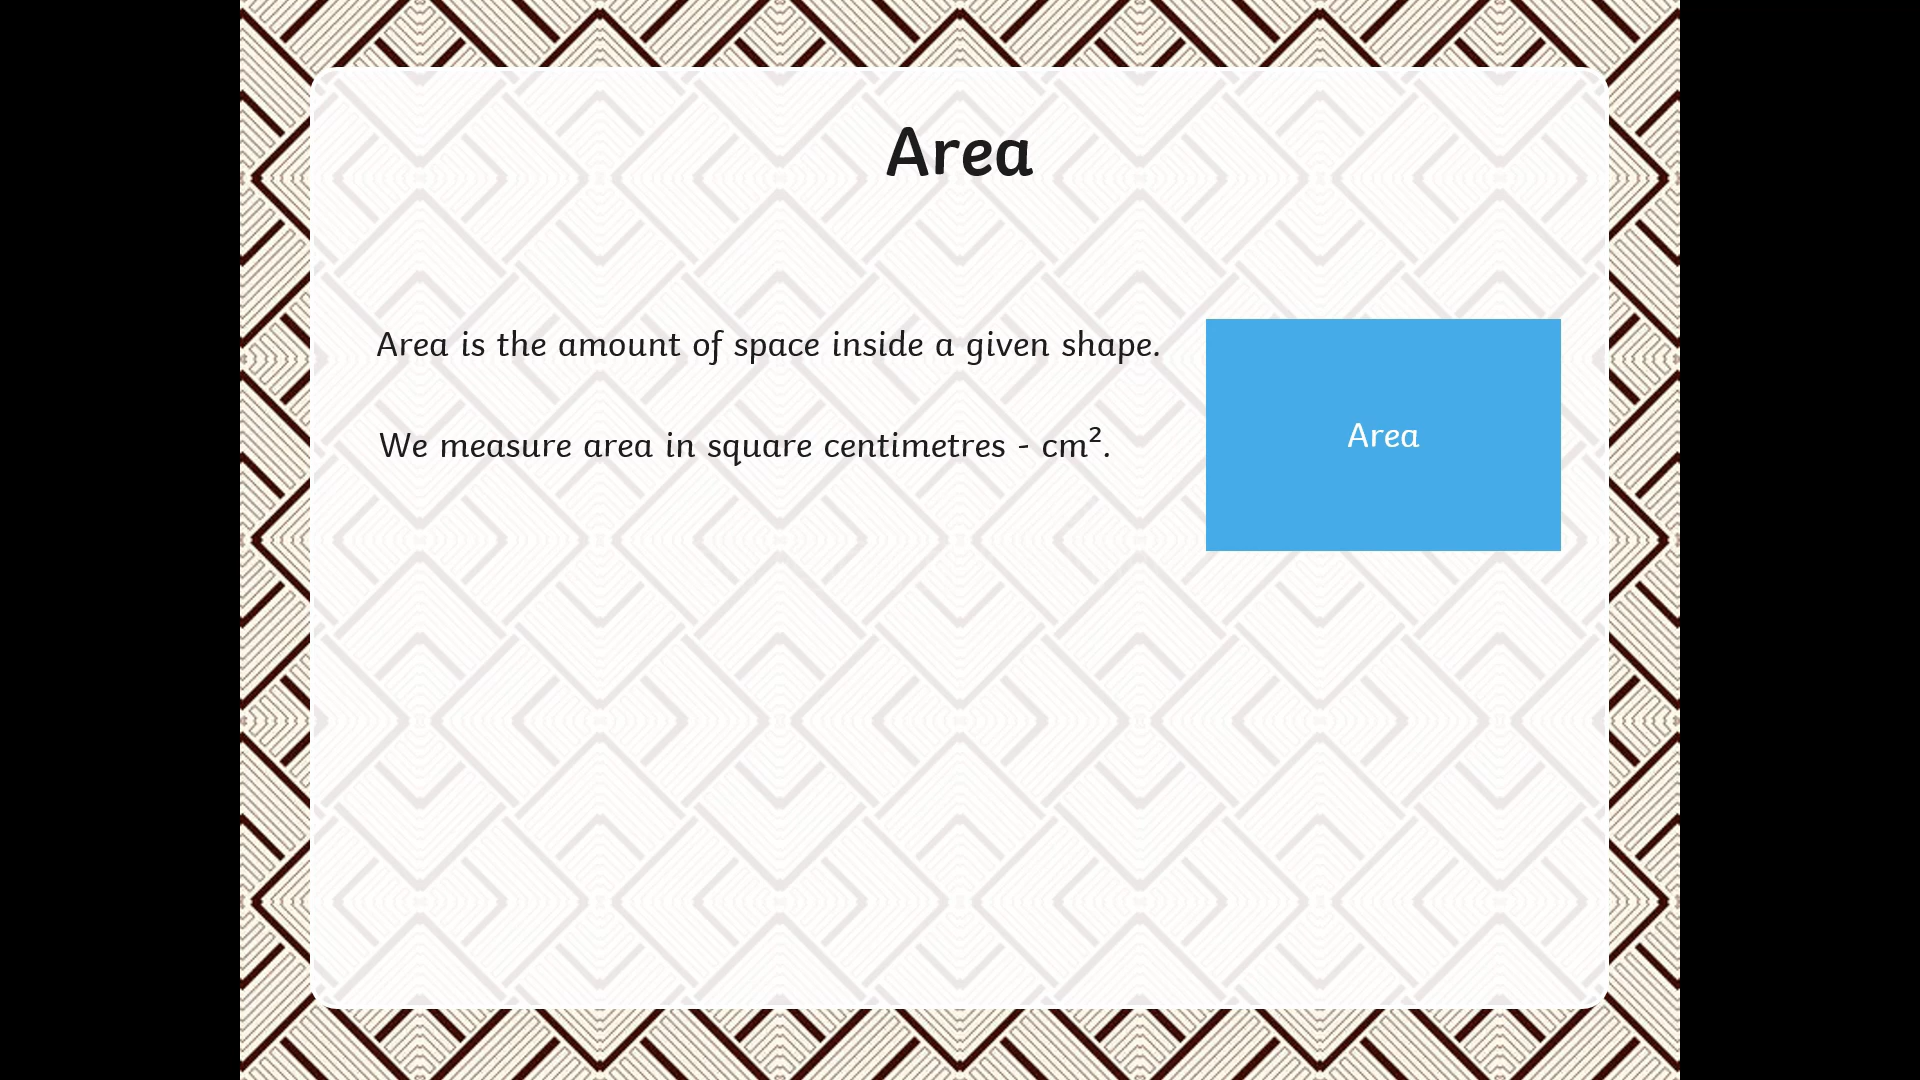 Area
Area is the amount of space inside a given shape.
We measure area in square centimetres - cm².
Area